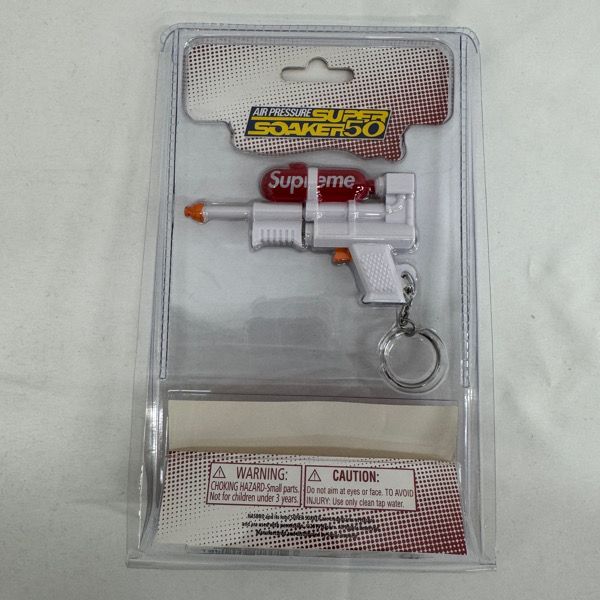 AIR PRESSURE SUPER
SOAKER 50
Supreme
WARNING:
CHOKING HAZARD-Small parts.
Not for children under 3 years.
CAUTION:
Do not aim at eyes or face. TO AVOID
INJURY: Use only clean tap water.